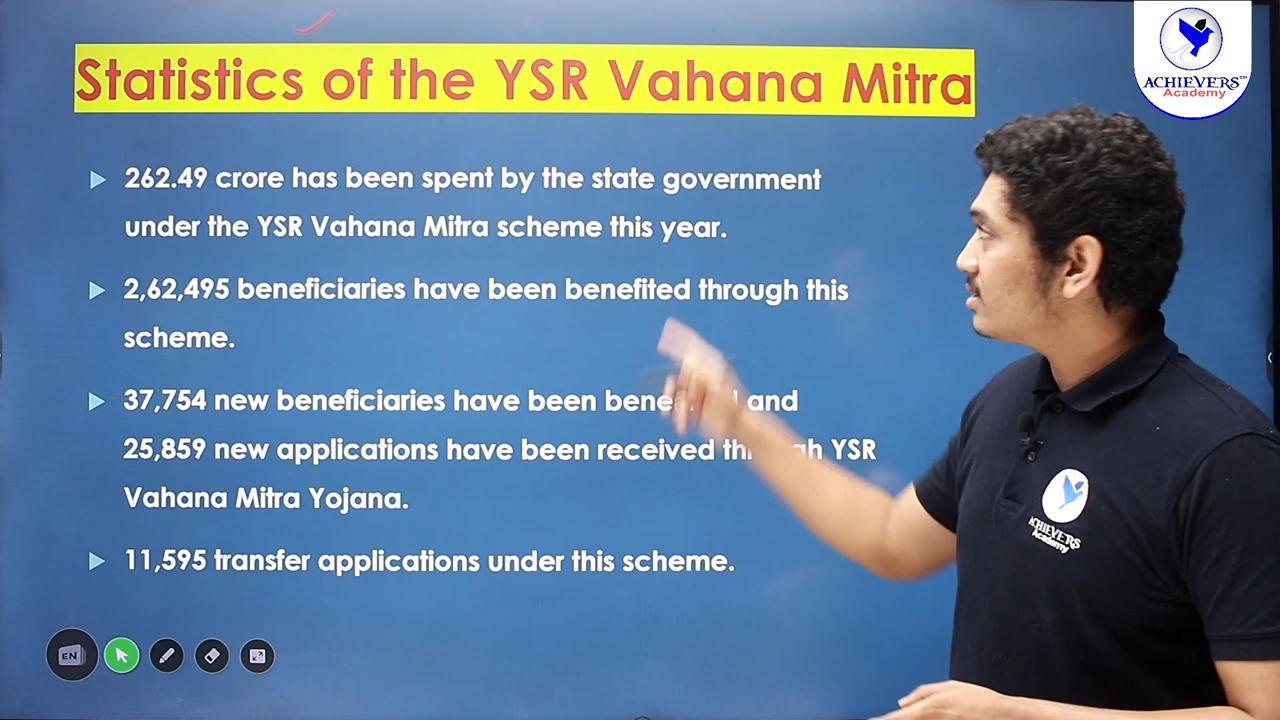 ACHIEVERS™
Academy
Statistics of the YSR Vahana Mitra
262.49 crore has been spent by the state government
under the YSR Vahana Mitra scheme this year.
2,62,495 beneficiaries have been benefited through this
scheme.
37,754 new beneficiaries have been and
25,859 new applications have been received YSR
Vahana Mitra Yojana.
11,595 transfer applications under this scheme.
ACHIEVERS
Academy
EN